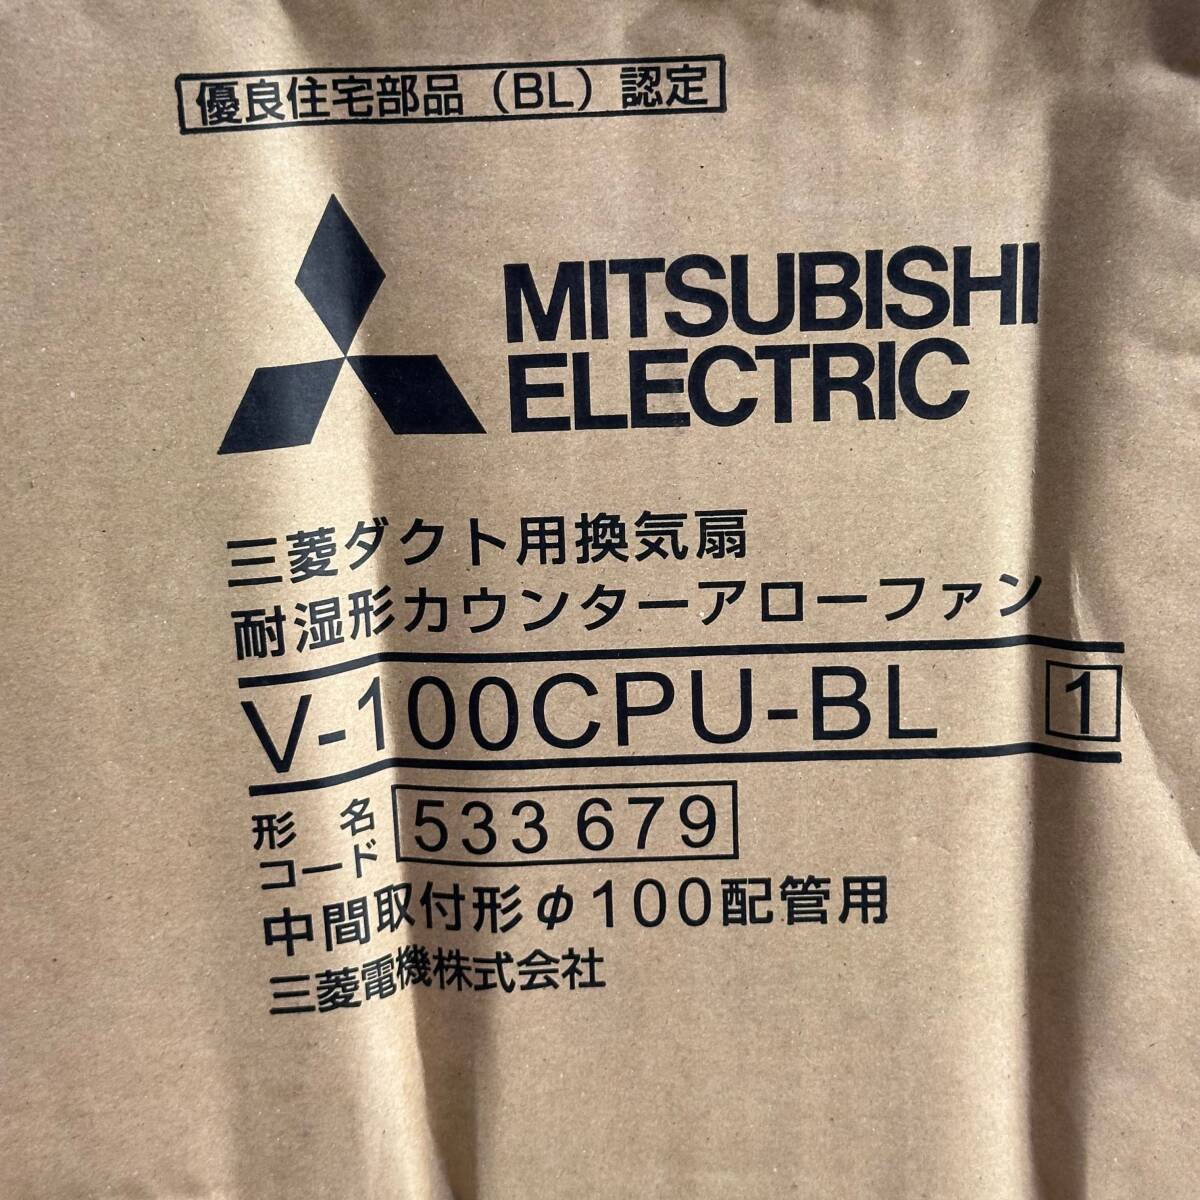 優良住宅部品（BL）認定
MITSUBISHI
ELECTRIC
三菱ダクト用換気扇
耐湿形カウンターアローファン
V-100CPU-BL 1
形名 533 679
コード
中間取付形φ100配管用
三菱電機株式会社